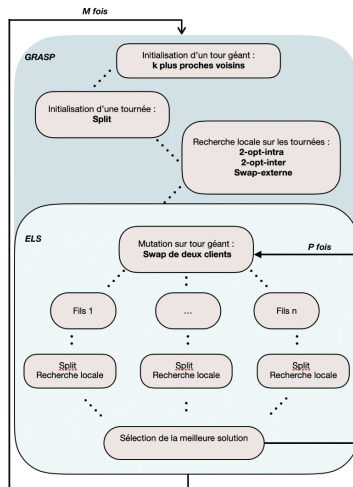 M fois
GRASP
Initialisation d'un tour géant :
k plus proches voisins
Initialisation d'une tournée :
Split
Recherche locale sur les tournées :
2-opt-intra
2-opt-inter
Swap-externe
ELS
Mutation sur tour géant :
Swap de deux clients
P fois
Fils 1
...
Fils n
Split
Recherche locale
Split
Recherche locale
Split
Recherche locale
Sélection de la meilleure solution